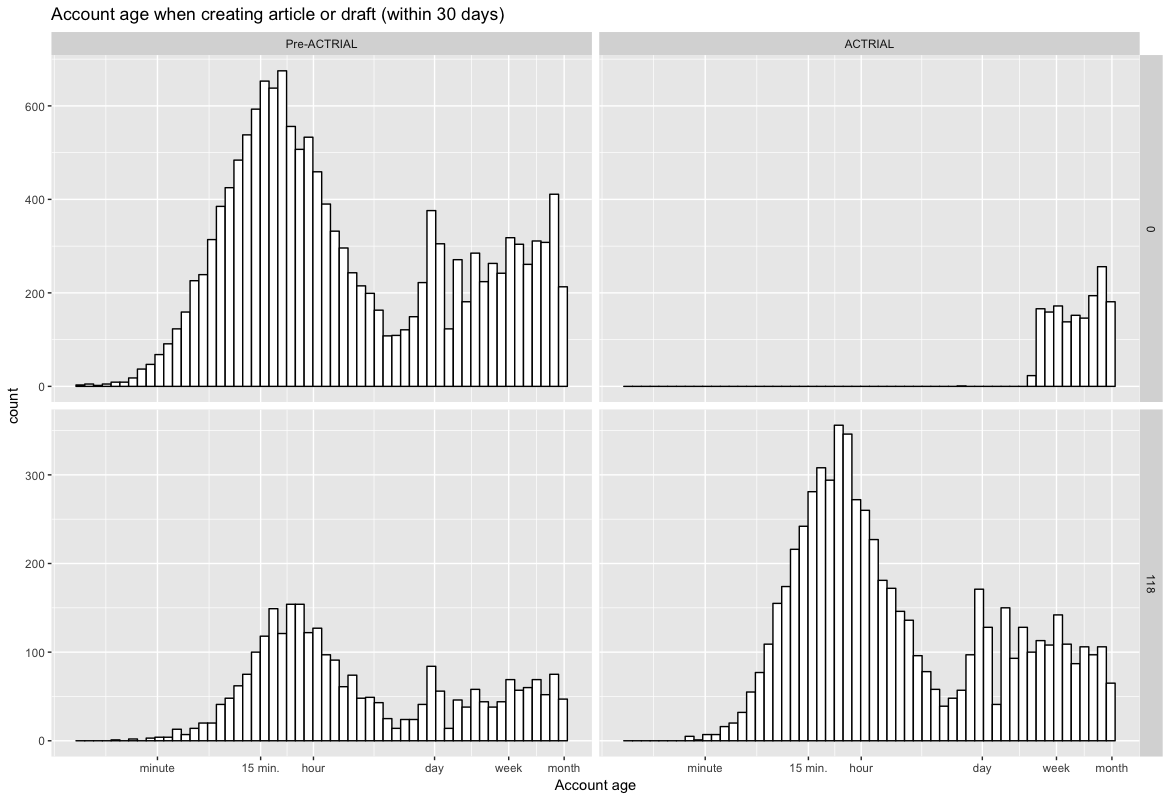 Account age when creating article or draft (within 30 days)
Pre-ACTRIAL
ACTRIAL
600
400
200
0
0
count
300
200
100
0
118
minute
15 min.
hour
day
week
month
minute
15 min.
hour
day
week
month
Account age